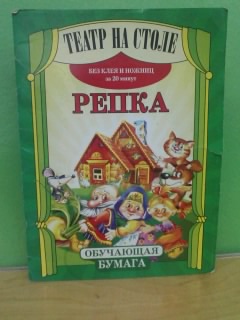 ТЕАТР НА СТОЛЕ
БЕЗ КЛЕЯ И НОЖНИЦ
за 20 минут
РЕПКА
ОБУЧАЮЩАЯ
БУМАГА